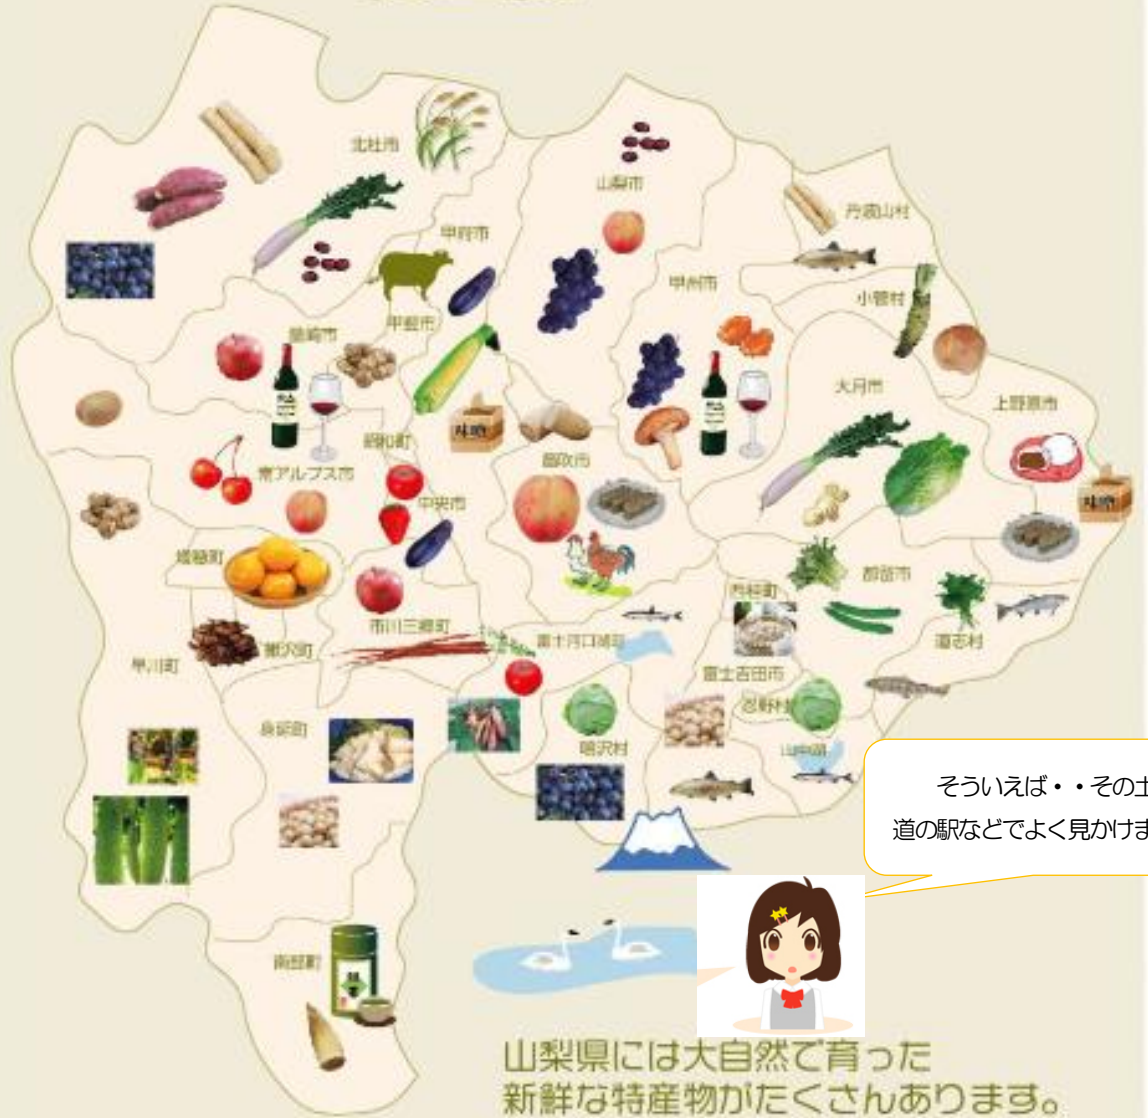 北杜市
山梨市
丹波山村
甲府市
甲州市
小菅村
韮崎市
甲斐市
大月市
上野原市
味噌
昭和町
笛吹市
南アルプス市
中央市
味噌
増穂町
都留市
西桂町
市川三郷町
富士河口湖町
道志村
早川町
鰍沢町
富士吉田市
忍野村
身延町
鳴沢村
山中湖
そういえば・・その土
道の駅などでよく見かけま
南部町
山梨県には大自然で育った
新鮮な特産物がたくさんあります。